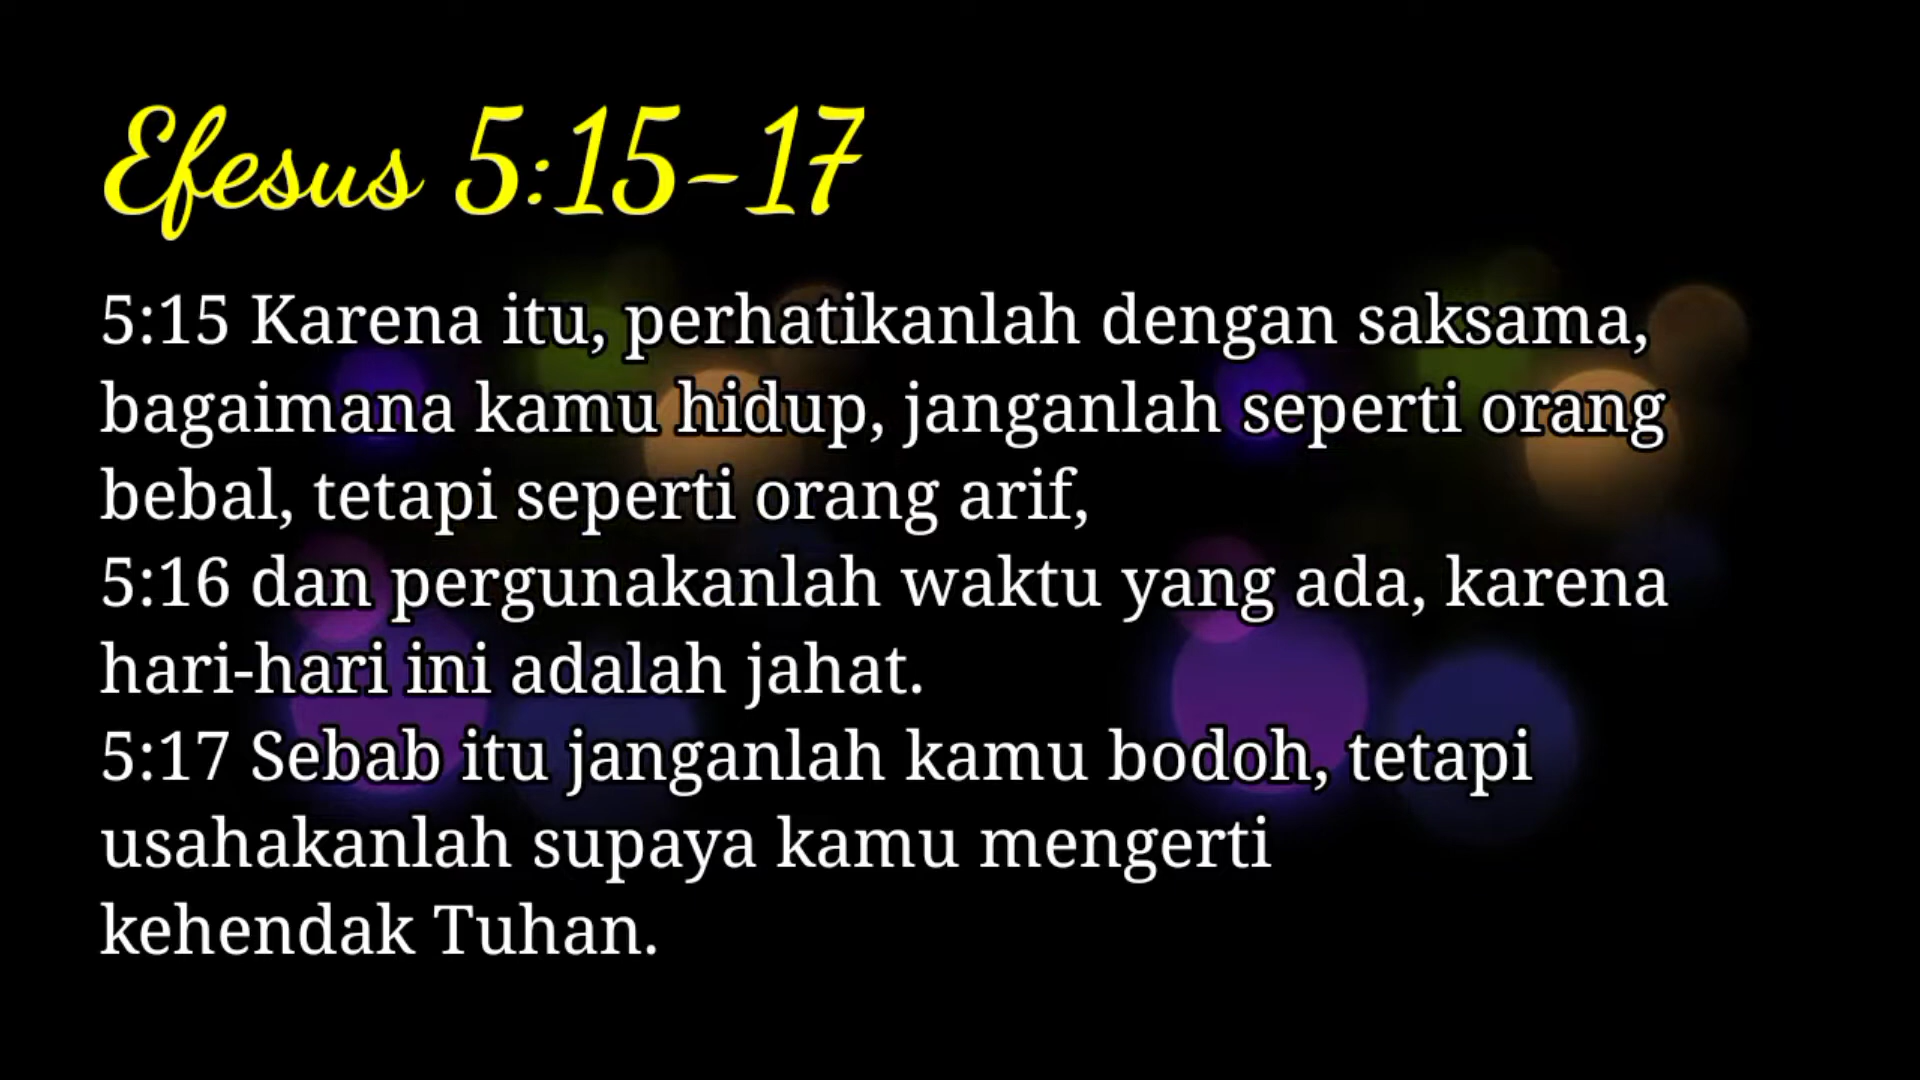 Efesus 5:15-17
5:15 Karena itu, perhatikanlah dengan saksama,
bagaimana kamu hidup, janganlah seperti orang
bebal, tetapi seperti orang arif,
5:16 dan pergunakanlah waktu yang ada, karena
hari-hari ini adalah jahat.
5:17 Sebab itu janganlah kamu bodoh, tetapi
usahakanlah supaya kamu mengerti
kehendak Tuhan.